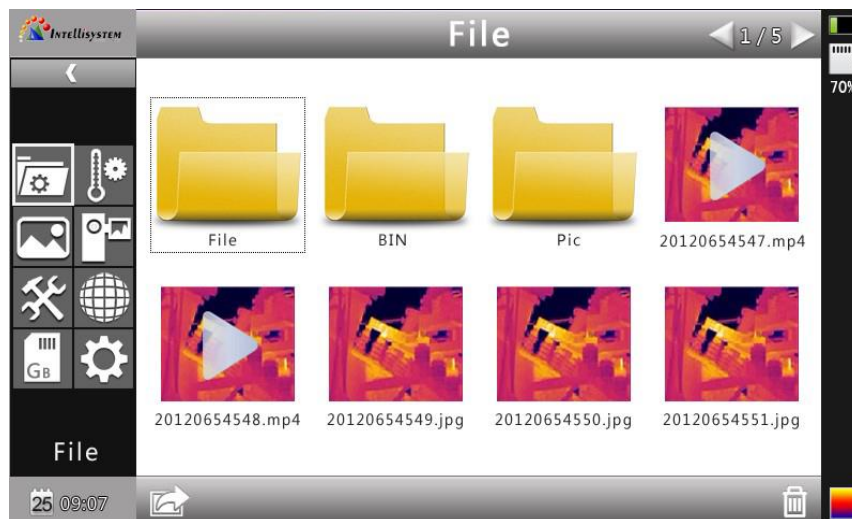 INTELLISYSTEM
File
1/5
70%
File
BIN
Pic
20120654547.mp4
20120654548.mp4
20120654549.jpg
20120654550.jpg
20120654551.jpg
GB
File
25 09:07